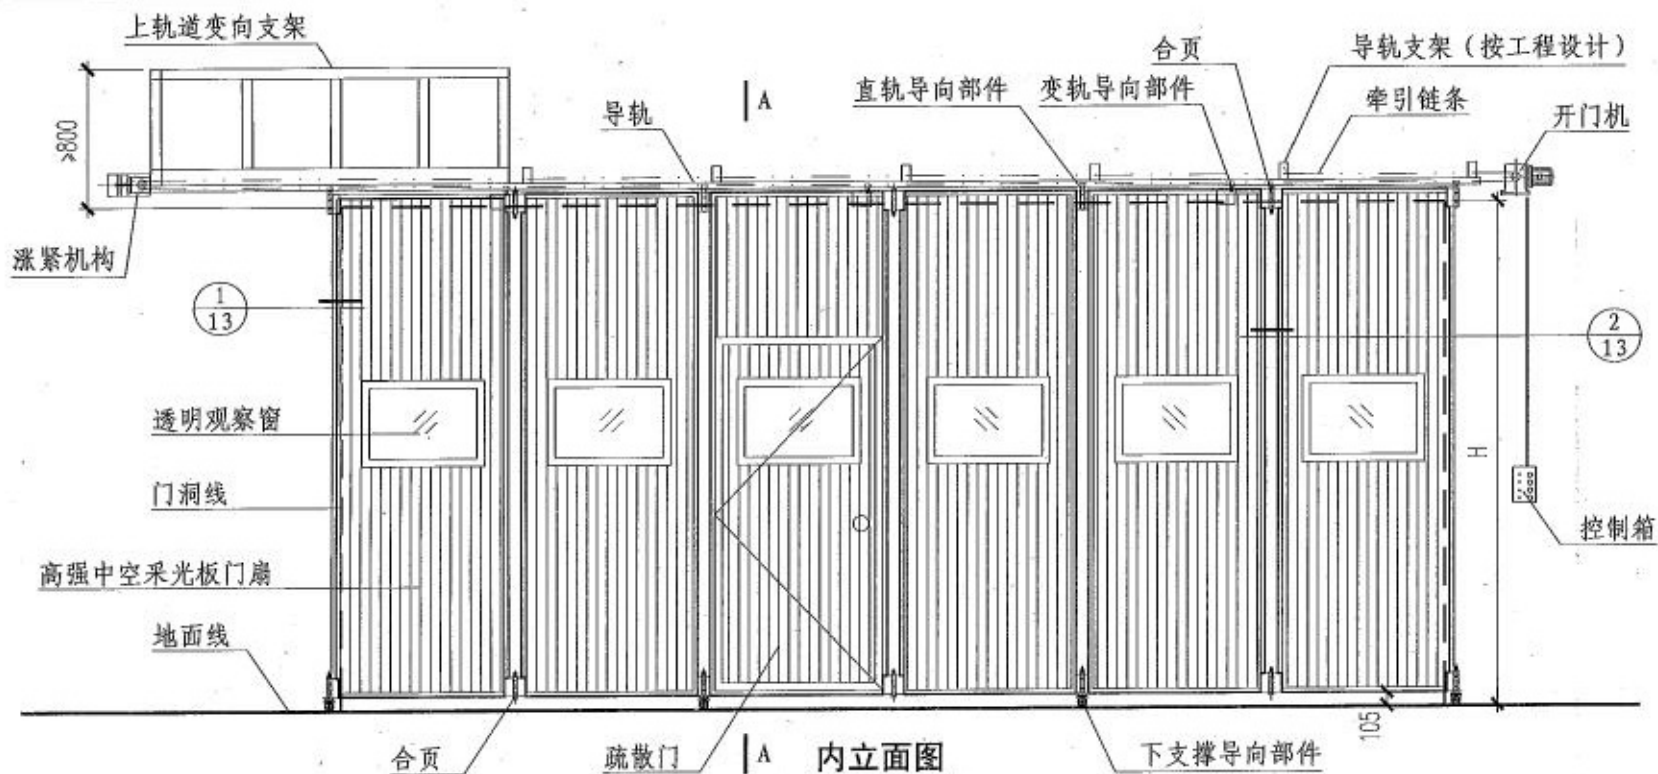 上轨道变向支架
合页
导轨支架（按工程设计）
A
直轨导向部件
变轨导向部件
牵引链条
导轨
开门机
≥800
涨紧机构
1
13
2
13
透明观察窗
H
门洞线
控制箱
高强中空采光板门扇
地面线
105
合页
疏散门
A
内立面图
下支撑导向部件